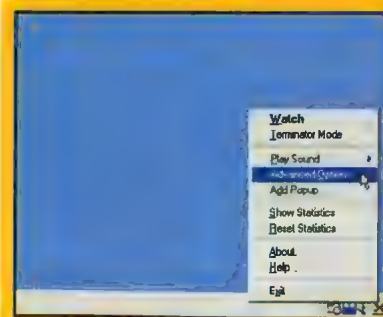 Watch
Terminator Mode
Play Sound
Advanced Options
Add Popup
Show Statistics
Reset Statistics
About
Help
Exit